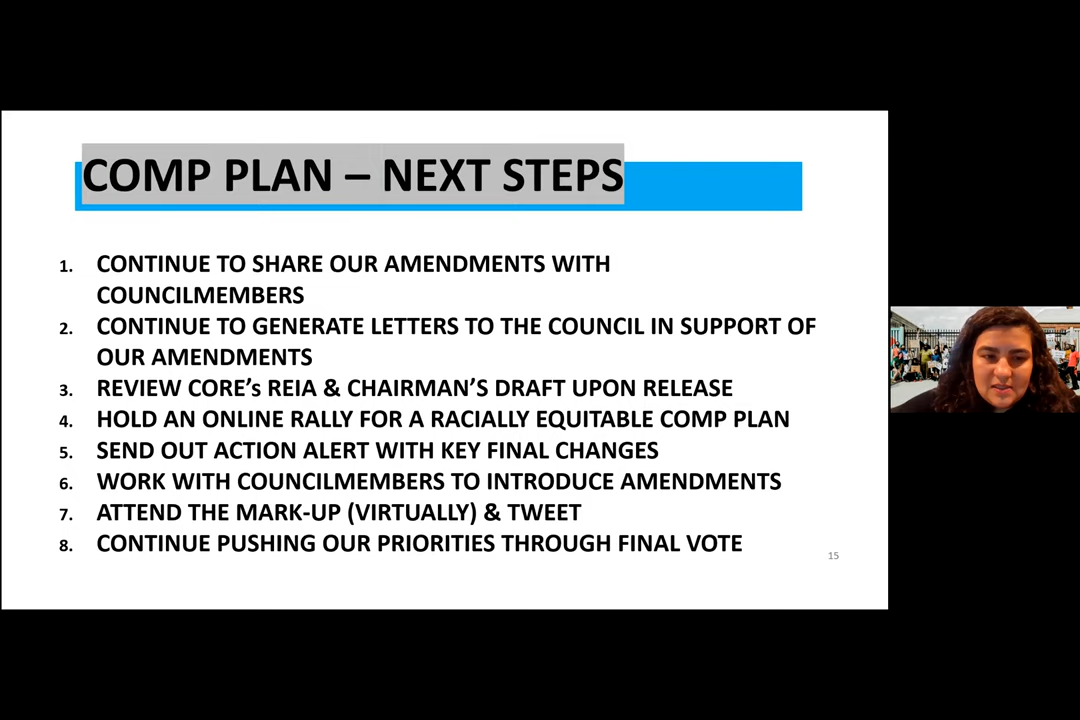 COMP PLAN – NEXT STEPS
1. CONTINUE TO SHARE OUR AMENDMENTS WITH
COUNCILMEMBERS
2. CONTINUE TO GENERATE LETTERS TO THE COUNCIL IN SUPPORT OF
OUR AMENDMENTS
3. REVIEW CORE's REIA & CHAIRMAN'S DRAFT UPON RELEASE
4. HOLD AN ONLINE RALLY FOR A RACIALLY EQUITABLE COMP PLAN
5. SEND OUT ACTION ALERT WITH KEY FINAL CHANGES
6. WORK WITH COUNCILMEMBERS TO INTRODUCE AMENDMENTS
7. ATTEND THE MARK-UP (VIRTUALLY) & TWEET
8. CONTINUE PUSHING OUR PRIORITIES THROUGH FINAL VOTE
15